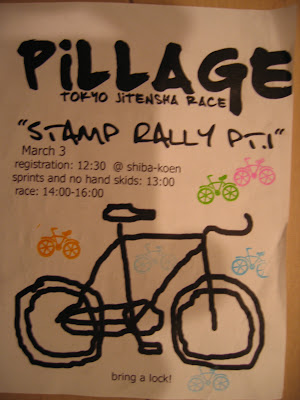 PiLLAGE
TOKYO JiTENSHA RACE
"STAMP RALLY PT.1"
March 3
registration: 12:30 @ shiba-koen
sprints and no hand skids: 13:00
race: 14:00-16:00
bring a lock!